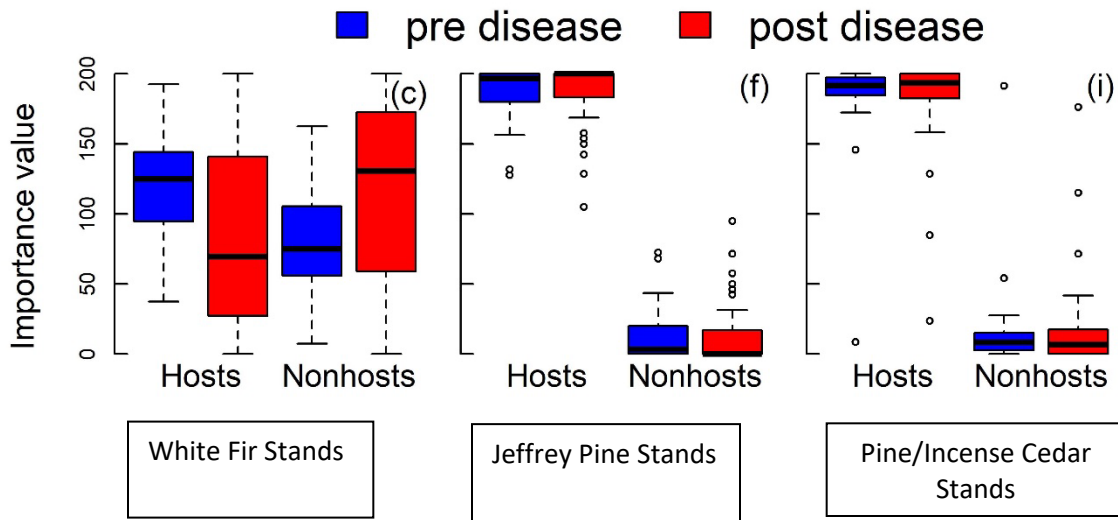 pre disease post disease
Importance value
0 50 100 150 200
(c) (f) (i)
Hosts Nonhosts Hosts Nonhosts Hosts Nonhosts
White Fir Stands
Jeffrey Pine Stands
Pine/Incense Cedar
Stands